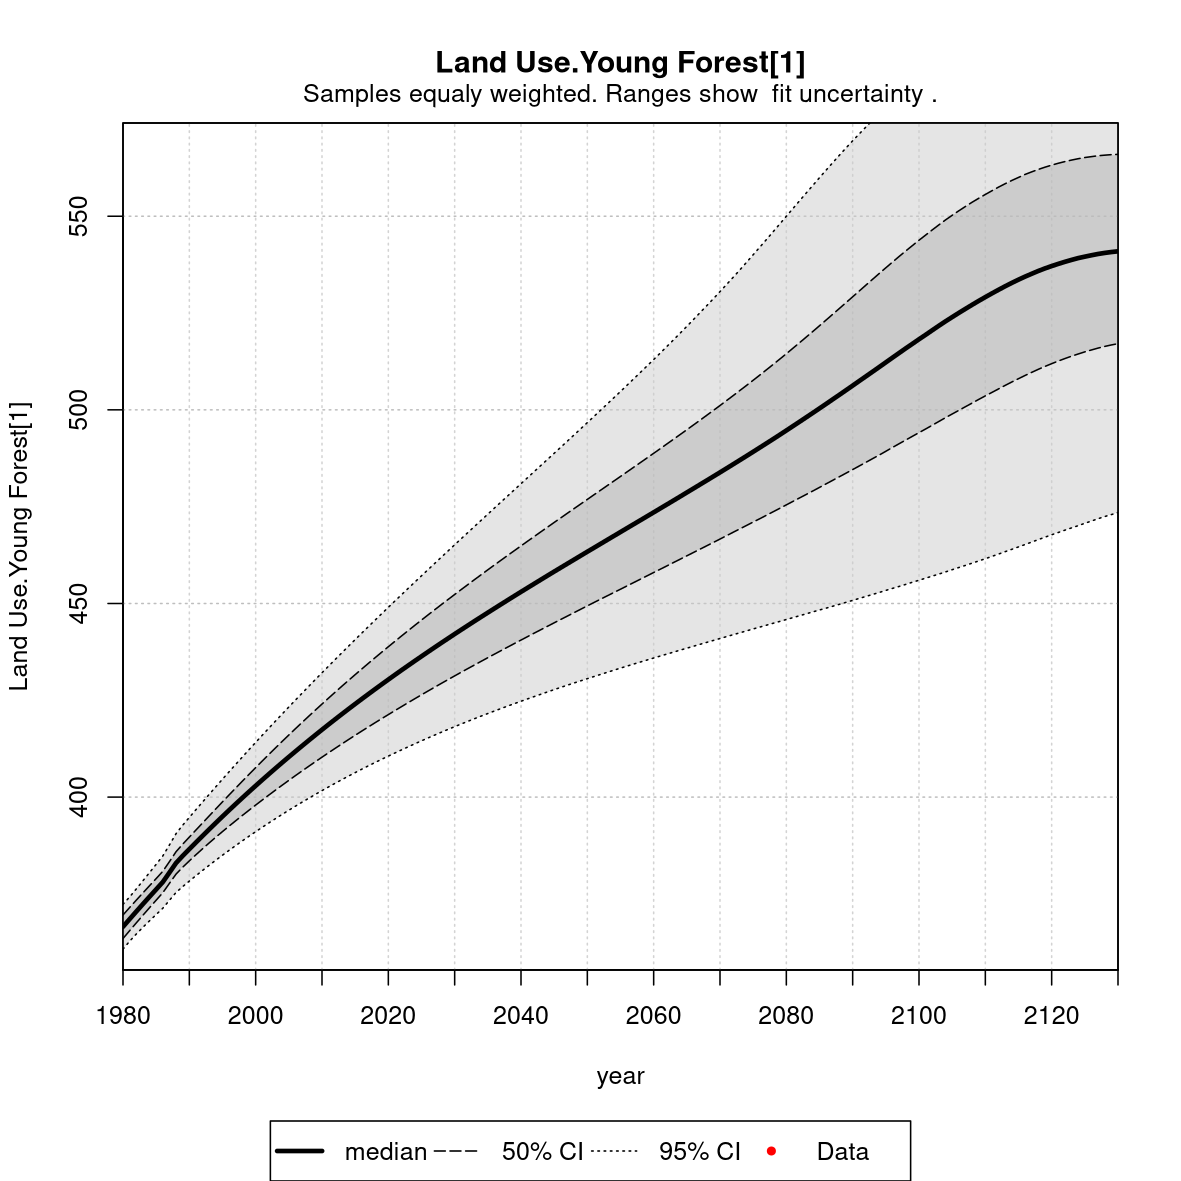 Land Use.Young Forest[1]
Samples equaly weighted. Ranges show  fit uncertainty .
Land Use.Young Forest[1]
550
500
450
400
1980 2000 2020 2040 2060 2080 2100 2120
year
median 50% CI 95% CI Data